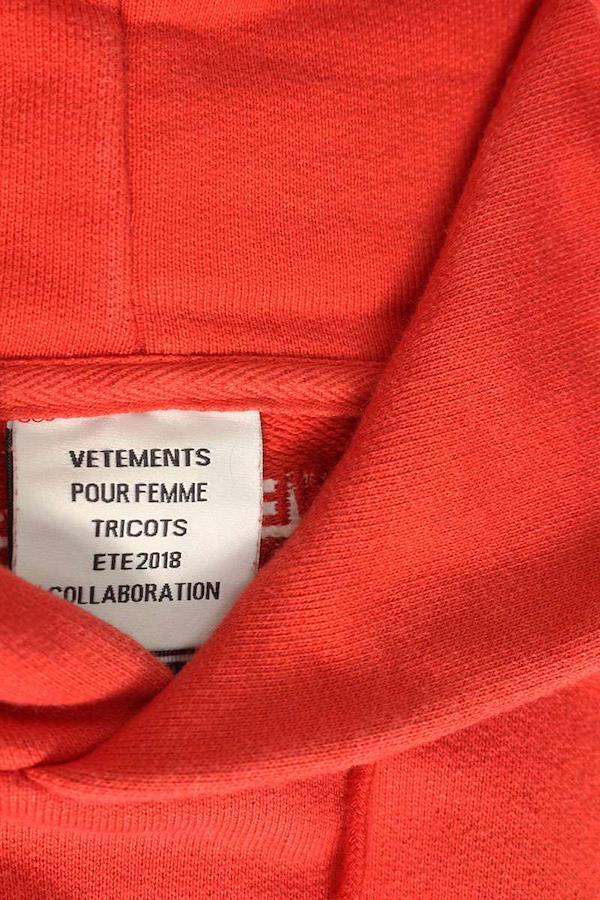 VETEMENTS
POUR FEMME
TRICOTS
ETE2018
COLLABORATION